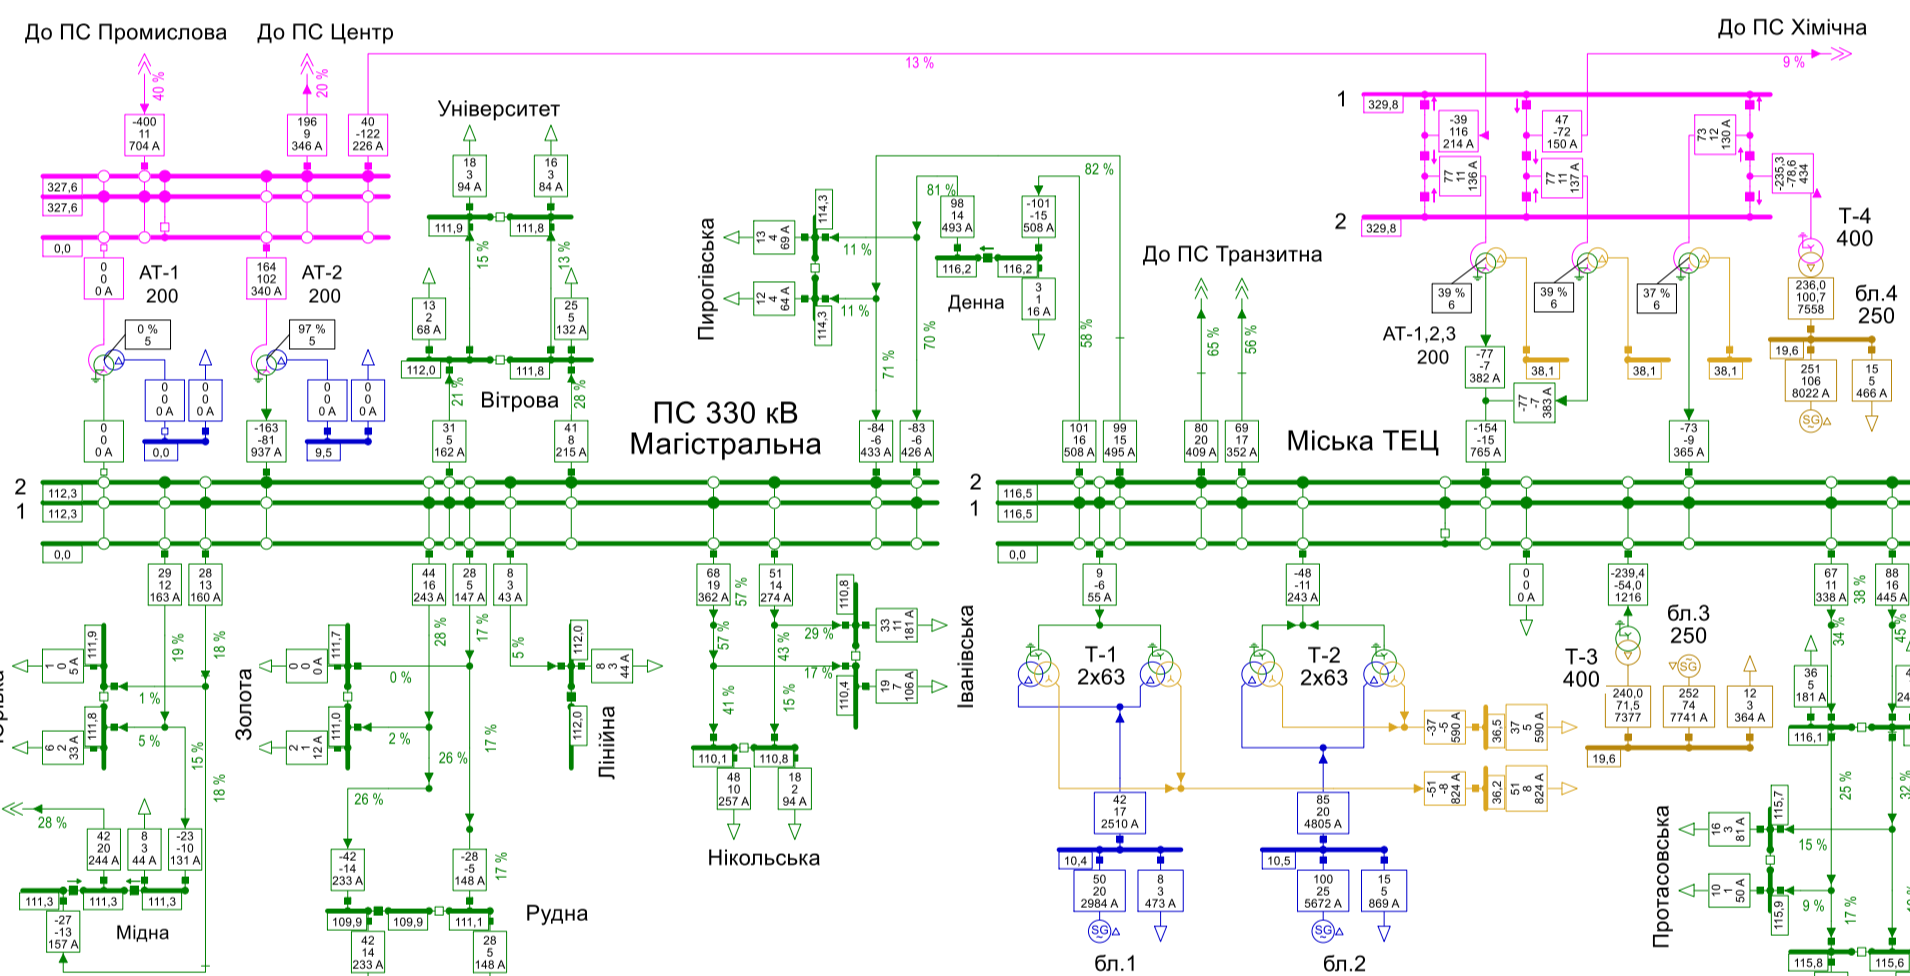 До ПС Промислова
До ПС Центр
До ПС Хімічна
40 %
20 %
13 %
9 %
-400
11
704 A
196
9
346 A
40
-122
226 A
327,6
327,6
0,0
0
0
0 A
АТ-1
200
164
102
340 A
АТ-2
200
0 %
5
97 %
5
0
0
0 A
0
0
0 A
0
0
0 A
0
0
0 A
0,0
9,5
0
0
0 A
-163
-81
937 A
Університет
18
3
94 A
16
3
84 A
111,9
111,8
15 %
13 %
13
2
68 A
25
5
132 A
112,0
111,8
Вітрова
21 %
28 %
31
5
162 A
41
8
215 A
ПС 330 кВ
Магістральна
Пирогівська
13
4
69 A
12
4
64 A
114,3
114,3
11 %
11 %
81 %
82 %
98
14
493 A
-101
-15
508 A
116,2
116,2
Денна
3
1
16 A
70 %
71 %
58 %
-84
-6
433 A
-83
-6
426 A
До ПС Транзитна
65 %
56 %
101
16
508 A
99
15
495 A
80
20
409 A
69
17
352 A
Міська ТЕЦ
1
329,8
2
329,8
-39
116
214 A
77
11
136 A
47
-72
150 A
77
11
137 A
73
12
130 A
-235,3
-78,6
434
Т-4
400
39 %
6
39 %
6
37 %
6
АТ-1,2,3
200
-77
-7
382 A
-77
-7
383 A
38,1
38,1
38,1
-154
-15
765 A
-73
-9
365 A
236,0
100,7
7558
бл.4
250
19,6
251
106
8022 A
15
5
466 A
SG
2
112,3
1
112,3
0,0
2
116,5
1
116,5
0,0
29
12
163 A
28
13
160 A
44
16
243 A
28
5
147 A
8
3
43 A
68
19
362 A
51
14
274 A
57 %
19 %
18 %
28 %
17 %
5 %
57 %
43 %
1
0
5 A
111,9
1 %
6
2
33 A
111,8
5 %
15 %
18 %
28 %
42
20
244 A
8
3
44 A
-23
-10
131 A
111,3
111,3
111,3
-27
-13
157 A
Мідна
Золота
0
0
0 A
111,7
0 %
2
1
12 A
111,0
2 %
26 %
26 %
17 %
-42
-14
233 A
-28
-5
148 A
17 %
109,9
109,9
111,1
Рудна
42
14
233 A
28
5
148 A
112,0
8
3
44 A
112,0
Лінійна
29 %
17 %
41 %
15 %
110,8
33
11
181 A
110,4
19
7
106 A
Іванівська
110,1
110,8
48
10
257 A
18
2
94 A
Нікольська
9
-6
55 A
-48
-11
243 A
0
0
0 A
-239,4
-54,0
1216
Т-1
2x63
Т-2
2x63
Т-3
400
бл.3
250
SG
240,0
71,5
7377
252
74
7741 A
12
3
364 A
19,6
-37
-5
590 A
36,5
37
5
590 A
-51
-8
824 A
36,2
51
8
824 A
42
17
2510 A
85
20
4805 A
10,4
10,5
50
20
2984 A
8
3
473 A
100
25
5672 A
15
5
869 A
SG
SG
бл.1
бл.2
67
11
338 A
88
16
445 A
38 %
34 %
45 %
36
5
181 A
116,1
25 %
32 %
Протасовська
16
3
81 A
115,7
15 %
10
1
50 A
115,9
9 %
17 %
115,8
115,6